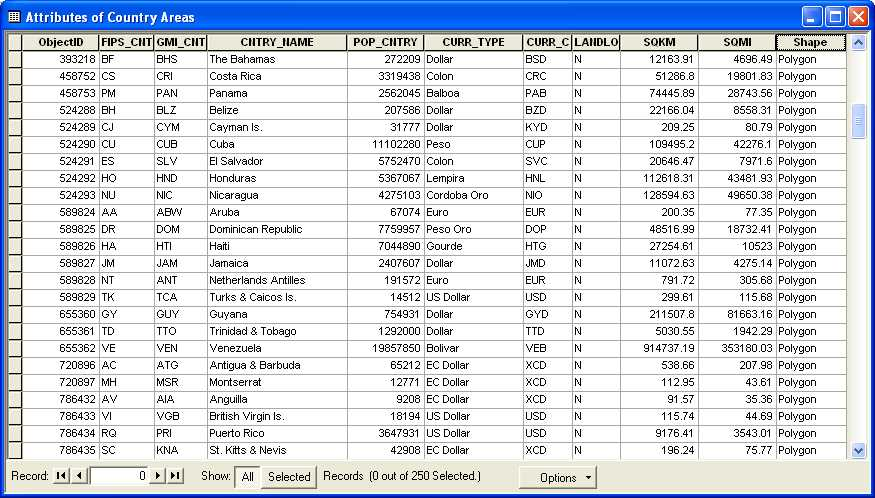 Attributes of Country Areas
ObjectID FIPS_CNT GMI_CNT CNTRY_NAME POP_CNTRY CURR_TYPE CURR_C LANDLO SQKM SQMI Shape
393218 BF BHS The Bahamas 272209 Dollar BSD N 12163.91 4696.49 Polygon
458752 CS CRI Costa Rica 3319438 Colon CRC N 51286.8 19801.83 Polygon
458753 PM PAN Panama 2562045 Balboa PAB N 74445.89 28743.56 Polygon
524288 BH BLZ Belize 207586 Dollar BZD N 22166.04 8558.31 Polygon
524289 CJ CYM Cayman Is. 31777 Dollar KYD N 209.25 80.79 Polygon
524290 CU CUB Cuba 11102280 Peso CUP N 109495.2 42276.1 Polygon
524291 ES SLV El Salvador 5752470 Colon SVC N 20646.47 7971.6 Polygon
524292 HO HND Honduras 5367067 Lempira HNL N 112618.31 43481.93 Polygon
524293 NU NIC Nicaragua 4275103 Cordoba Oro NIO N 128594.63 49650.38 Polygon
589824 AA ABW Aruba 67074 Euro EUR N 200.35 77.35 Polygon
589825 DR DOM Dominican Republic 7759957 Peso Oro DOP N 48516.99 18732.41 Polygon
589826 HA HTI Haiti 7044890 Gourde HTG N 27254.61 10523 Polygon
589827 JM JAM Jamaica 2407607 Dollar JMD N 11072.63 4275.14 Polygon
589828 NT ANT Netherlands Antilles 191572 Euro EUR N 791.72 305.68 Polygon
589829 TK TCA Turks & Caicos Is. 14512 US Dollar USD N 299.61 115.68 Polygon
655360 GY GUY Guyana 754931 Dollar GYD N 211507.8 81663.16 Polygon
655361 TD TTO Trinidad & Tobago 1292000 Dollar TTD N 5030.55 1942.29 Polygon
655362 VE VEN Venezuela 19857850 Bolivar VEB N 914737.19 353180.03 Polygon
720896 AC ATG Antigua & Barbuda 65212 EC Dollar XCD N 538.66 207.98 Polygon
720897 MH MSR Montserrat 12771 EC Dollar XCD N 112.95 43.61 Polygon
786432 AV AIA Anguilla 9208 EC Dollar XCD N 91.57 35.36 Polygon
786433 VI VGB British Virgin Is. 18194 US Dollar USD N 115.74 44.69 Polygon
786434 RQ PRI Puerto Rico 3647931 US Dollar USD N 9176.41 3543.01 Polygon
786435 SC KNA St. Kitts & Nevis 42908 EC Dollar XCD N 196.24 75.77 Polygon
Record: 0 Show: All Selected Records (0 out of 250 Selected.) Options